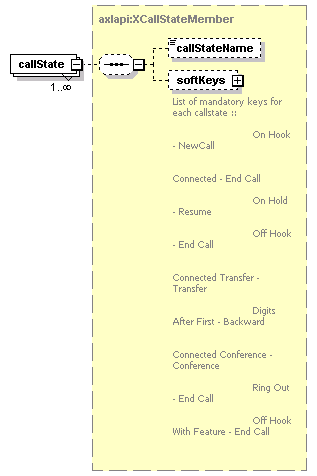 axlapi:XCallStateMember
callState
1..∞
callStateName
softKeys
List of mandatory keys for
each callstate ::
On Hook
- NewCall
Connected - End Call
On Hold
- Resume
Off Hook
- End Call
Connected Transfer -
Transfer
Digits
After First - Backward
Connected Conference -
Conference
Ring Out
- End Call
Off Hook
With Feature - End Call